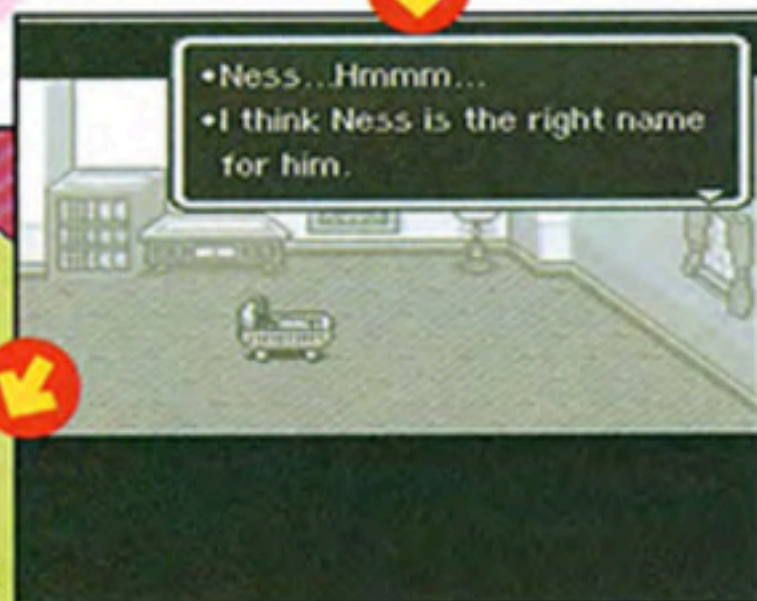 •Ness...Hmmm...
•I think Ness is the right name
for him.